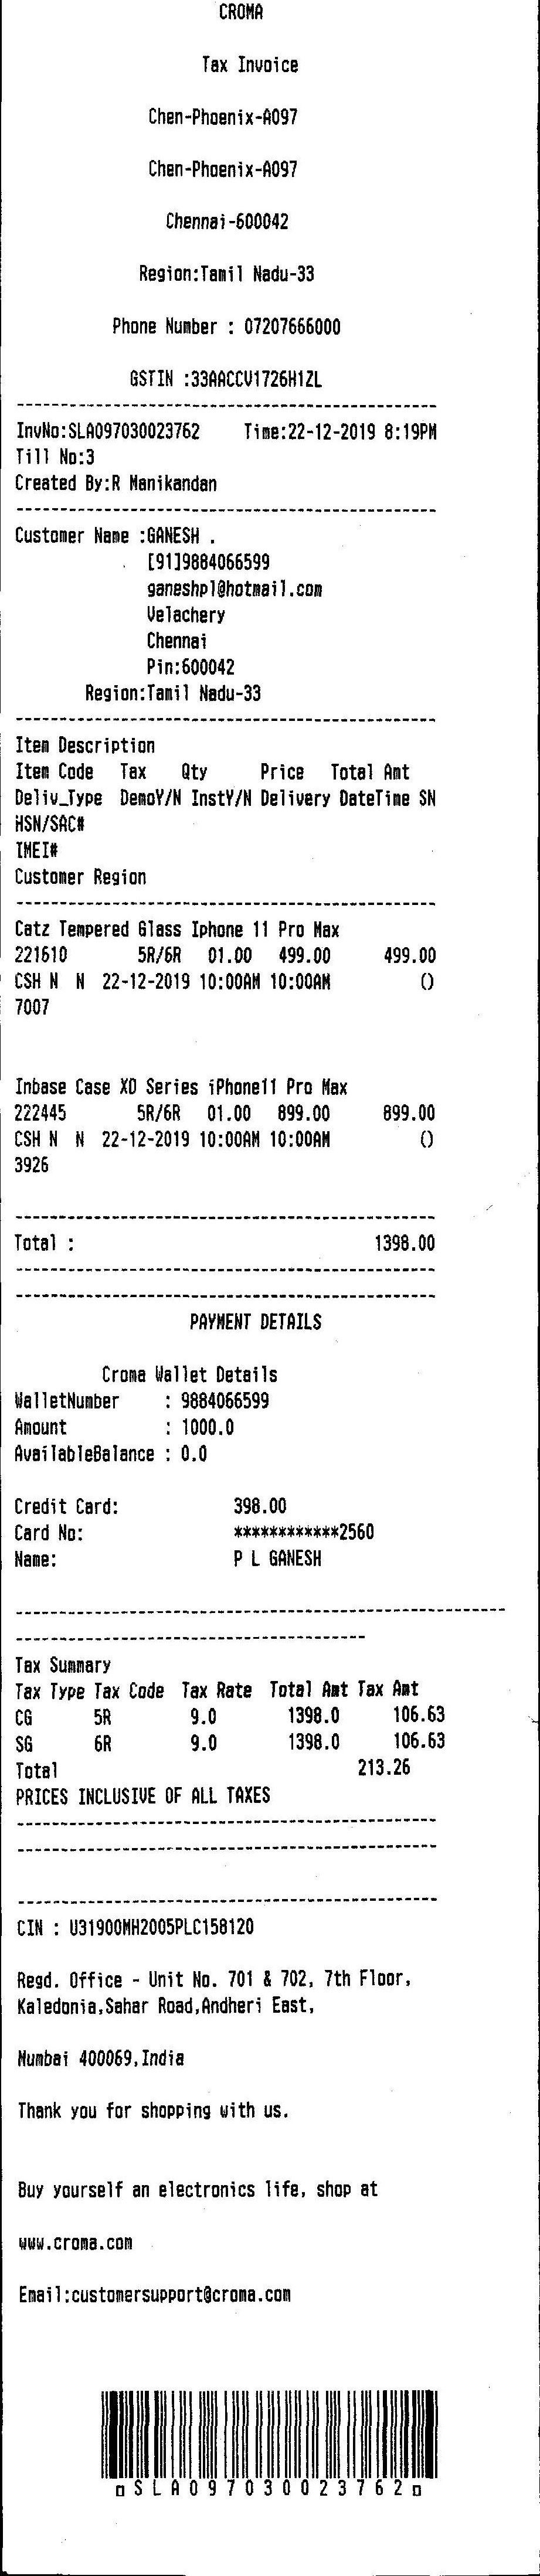 CROMA
Tax Invoice
Chen-Phoenix-A097
Chen-Phoenix-A097
Chennai-600042
Region:Tamil Nadu-33
Phone Number : 07207666000
GSTIN :33AACCV1726H1ZL
InvNo:SLA097030023762 Time:22-12-2019 8:19PM
Till No:3
Created By:R Manikandan
Customer Name :GANESH .
[91]9884066599
ganeshpl@hotmail.com
Velachery
Chennai
Pin:600042
Region:Tamil Nadu-33
Item Description
Item Code Tax Qty Price Total Amt
Deliv_Type DemoY/N InstY/N Delivery DateTime SN
HSN/SAC#
IMEI#
Customer Region
Catz Tempered Glass Iphone 11 Pro Max
221610 5R/6R 01.00 499.00 499.00
CSH N N 22-12-2019 10:00AM 10:00AM ()
7007
Inbase Case XO Series iPhone11 Pro Max
222445 5R/6R 01.00 899.00 899.00
CSH N N 22-12-2019 10:00AM 10:00AM ()
3926
Total : 1398.00
PAYMENT DETAILS
Croma Wallet Details
WalletNumber : 9884066599
Amount : 1000.0
AvailableBalance : 0.0
Credit Card: 398.00
Card No: ************2560
Name: P L GANESH
Tax Summary
Tax Type Tax Code Tax Rate Total Amt Tax Amt
CG 5R 9.0 1398.0 106.63
SG 6R 9.0 1398.0 106.63
Total 213.26
PRICES INCLUSIVE OF ALL TAXES
CIN : U31900MH2005PLC158120
Regd. Office - Unit No. 701 & 702, 7th Floor,
Kaledonia,Sahar Road,Andheri East,
Mumbai 400069,India
Thank you for shopping with us.
Buy yourself an electronics life, shop at
www.croma.com
Email:customersupport@croma.com
SLA097030023762